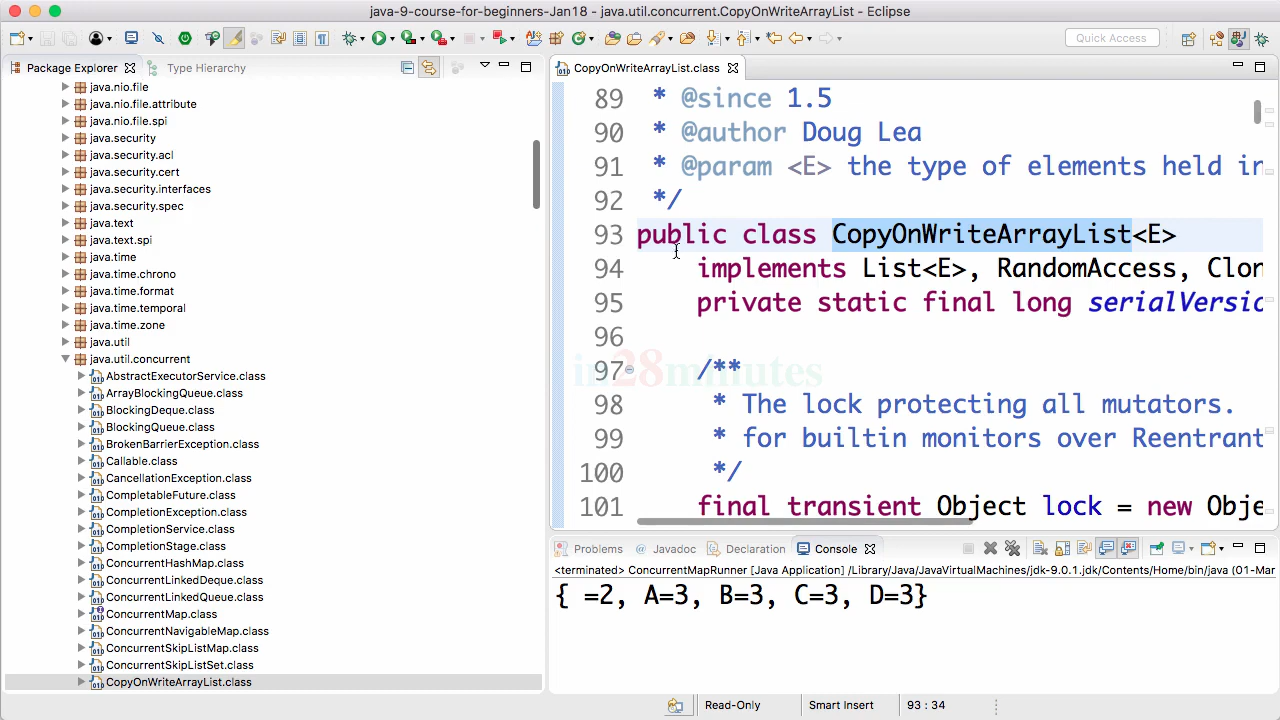 java-9-course-for-beginners-Jan18 - java.util.concurrent.CopyOnWriteArrayList - Eclipse
Quick Access
Package Explorer
Type Hierarchy
java.nio.file
java.nio.file.attribute
java.nio.file.spi
java.security
java.security.acl
java.security.cert
java.security.interfaces
java.security.spec
java.text
java.text.spi
java.time
java.time.chrono
java.time.format
java.time.temporal
java.time.zone
java.util
java.util.concurrent
AbstractExecutorService.class
ArrayBlockingQueue.class
BlockingDeque.class
BlockingQueue.class
BrokenBarrierException.class
Callable.class
CancellationException.class
CompletableFuture.class
CompletionException.class
CompletionService.class
CompletionStage.class
ConcurrentHashMap.class
ConcurrentLinkedDeque.class
ConcurrentLinkedQueue.class
ConcurrentMap.class
ConcurrentNavigableMap.class
ConcurrentSkipListMap.class
ConcurrentSkipListSet.class
CopyOnWriteArrayList.class
CopyOnWriteArrayList.class
89 * @since 1.5
90 * @author Doug Lea
91 * @param <E> the type of elements held in
92 */
93 public class CopyOnWriteArrayList<E>
94 implements List<E>, RandomAccess, Clon
95 private static final long serialVersio
96
97 /**
in28minutes
98 * The lock protecting all mutators.
99 * for builtin monitors over Reentrant
100 */
101 final transient Object lock = new Obje
Problems @ Javadoc Declaration Console
<terminated> ConcurrentMapRunner [Java Application] /Library/Java/JavaVirtualMachines/jdk-9.0.1.jdk/Contents/Home/bin/java (01-Mar
{ =2, A=3, B=3, C=3, D=3}
Read-Only Smart Insert 93 : 34